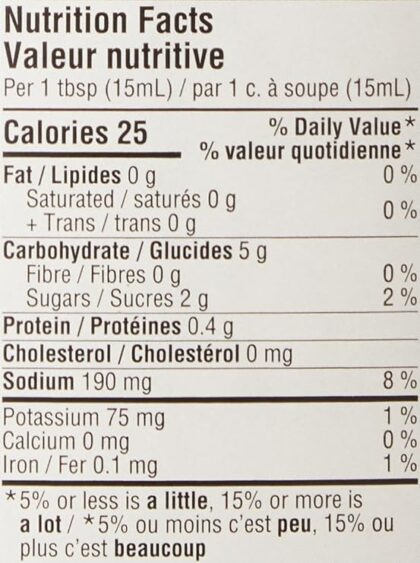 Nutrition Facts
Valeur nutritive
Per 1 tbsp (15mL) / par 1 c. à soupe (15mL)
Calories 25
% Daily Value*
% valeur quotidienne*
Fat / Lipides 0 g 0 %
Saturated / saturés 0 g
+ Trans / trans 0 g 0 %
Carbohydrate / Glucides 5 g
Fibre / Fibres 0 g 0 %
Sugars / Sucres 2 g 2 %
Protein / Protéines 0.4 g
Cholesterol / Cholestérol 0 mg
Sodium 190 mg 8 %
Potassium 75 mg 1 %
Calcium 0 mg 0 %
Iron / Fer 0.1 mg 1 %
*5% or less is a little, 15% or more is
a lot / *5% ou moins c'est peu, 15% ou
plus c'est beaucoup